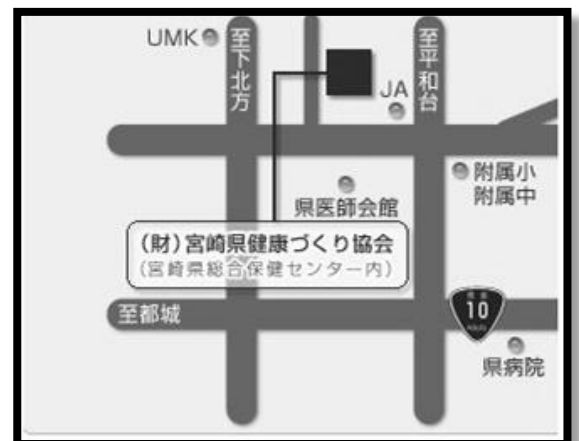 UMK
至下北方
至平和台
JA
附属小
附属中
県医師会館
(財)宮崎県健康づくり協会
(宮崎県総合保健センター内)
至都城
10
県病院